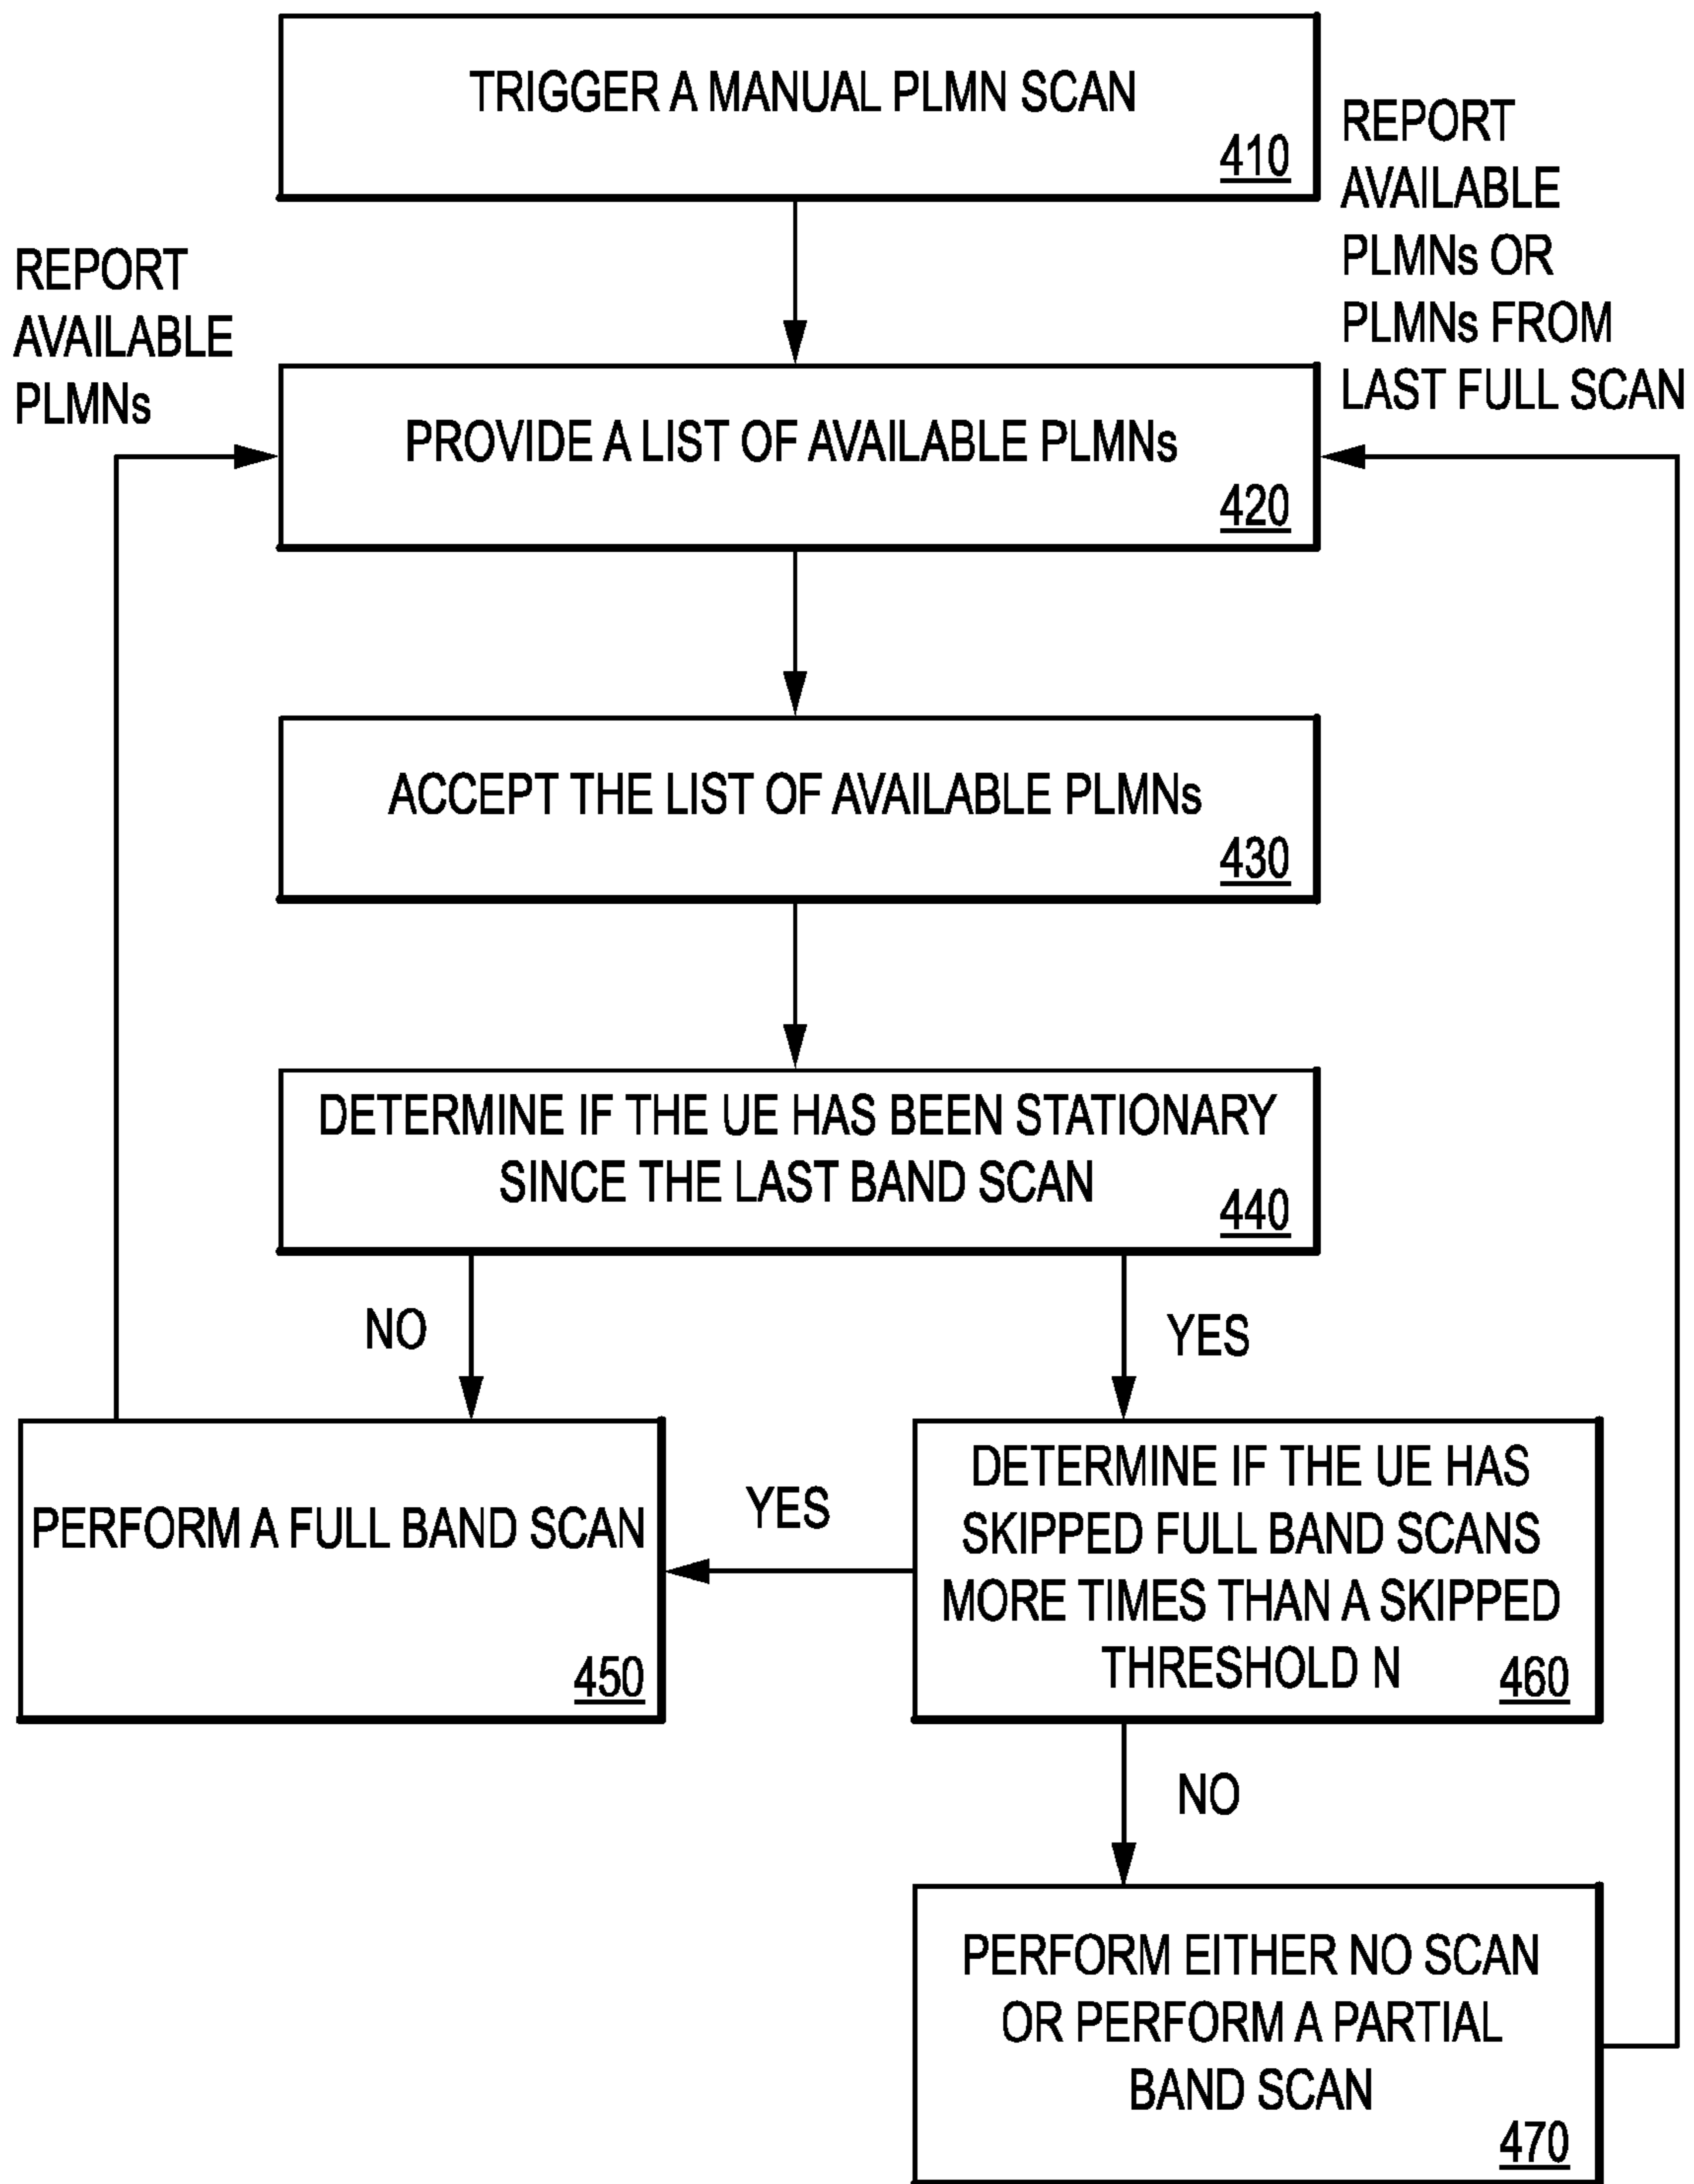 TRIGGER A MANUAL PLMN SCAN
410
REPORT
AVAILABLE
PLMNs OR
PLMNs FROM
LAST FULL SCAN
REPORT
AVAILABLE
PLMNs
PROVIDE A LIST OF AVAILABLE PLMNs
420
ACCEPT THE LIST OF AVAILABLE PLMNs
430
DETERMINE IF THE UE HAS BEEN STATIONARY
SINCE THE LAST BAND SCAN
440
NO
YES
PERFORM A FULL BAND SCAN
450
YES
DETERMINE IF THE UE HAS
SKIPPED FULL BAND SCANS
MORE TIMES THAN A SKIPPED
THRESHOLD N
460
NO
PERFORM EITHER NO SCAN
OR PERFORM A PARTIAL
BAND SCAN
470